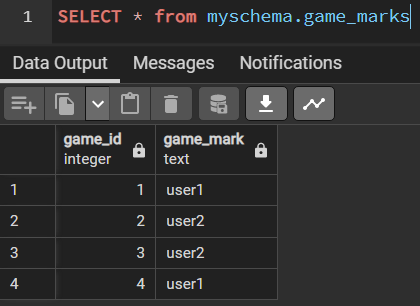 1 SELECT * from myschema.game_marks
Data Output Messages Notifications
game_id game_mark
integer text
1 1 user1
2 2 user2
3 3 user2
4 4 user1